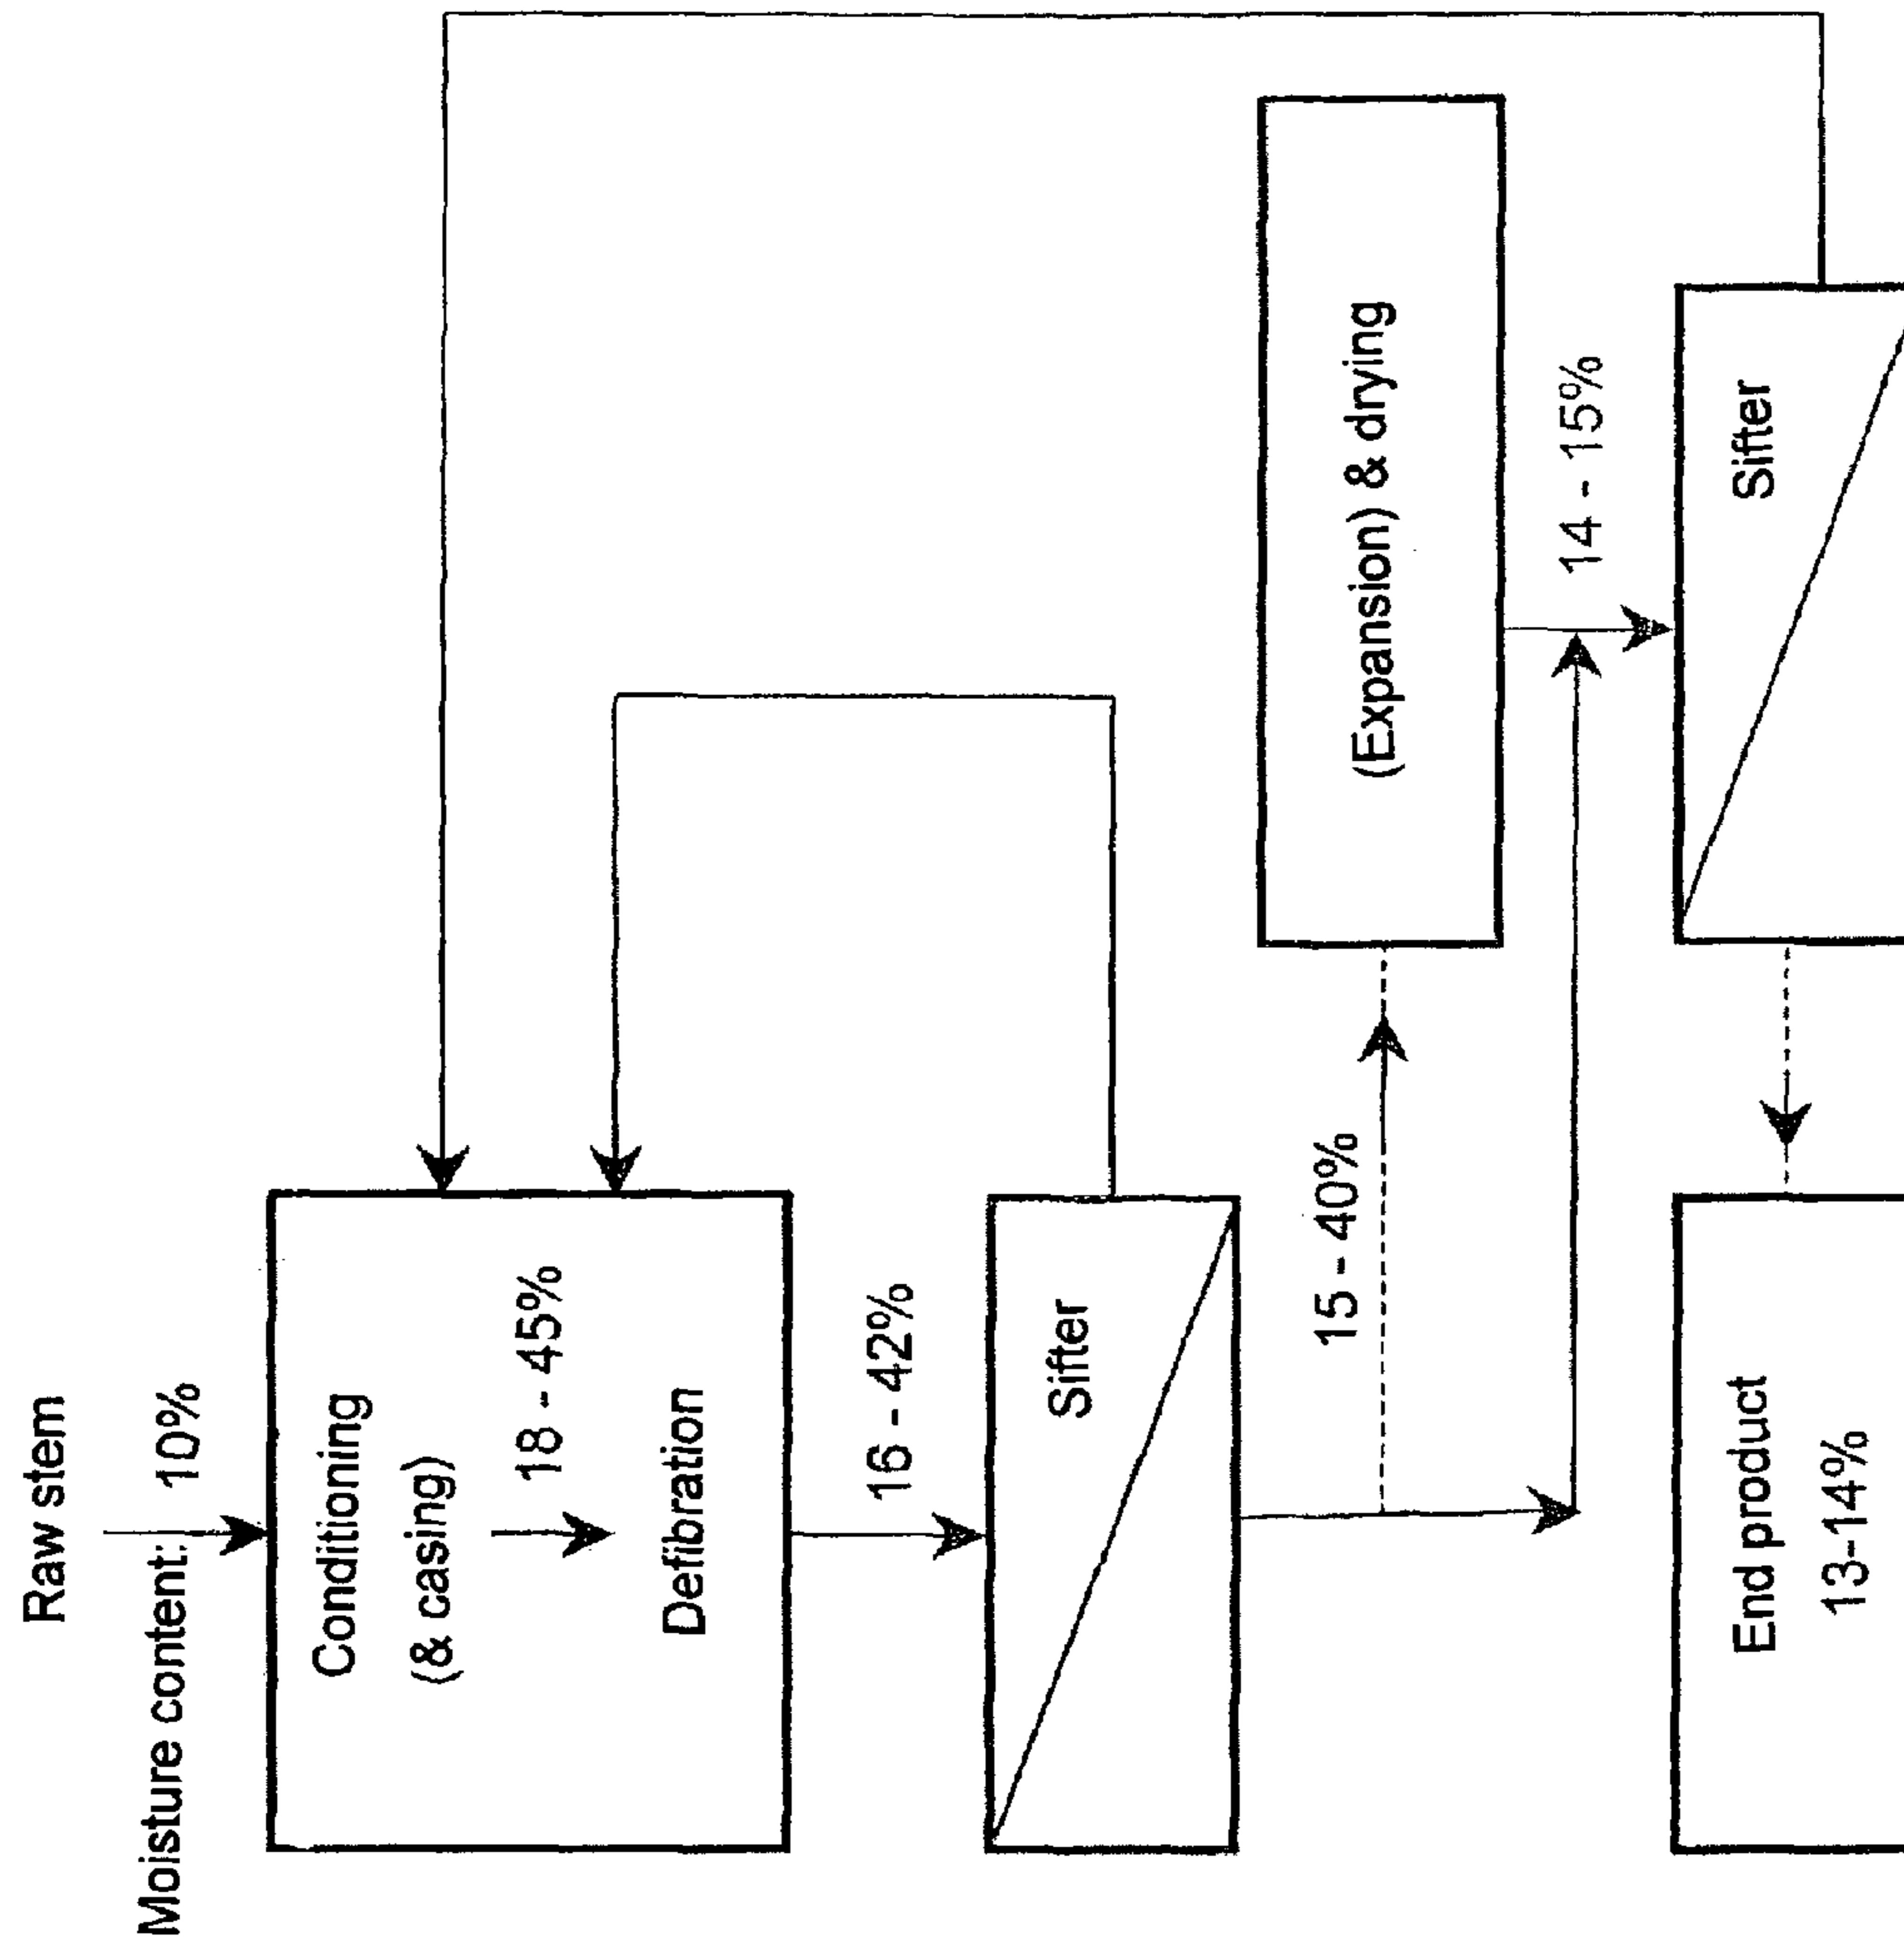 Raw stem
Moisture content: 10%
Conditioning
(& casing)
18 - 45%
Defibration
16 - 42%
Sifter
15 - 40%
(Expansion) & drying
14 - 15%
Sifter
End product
13-14%